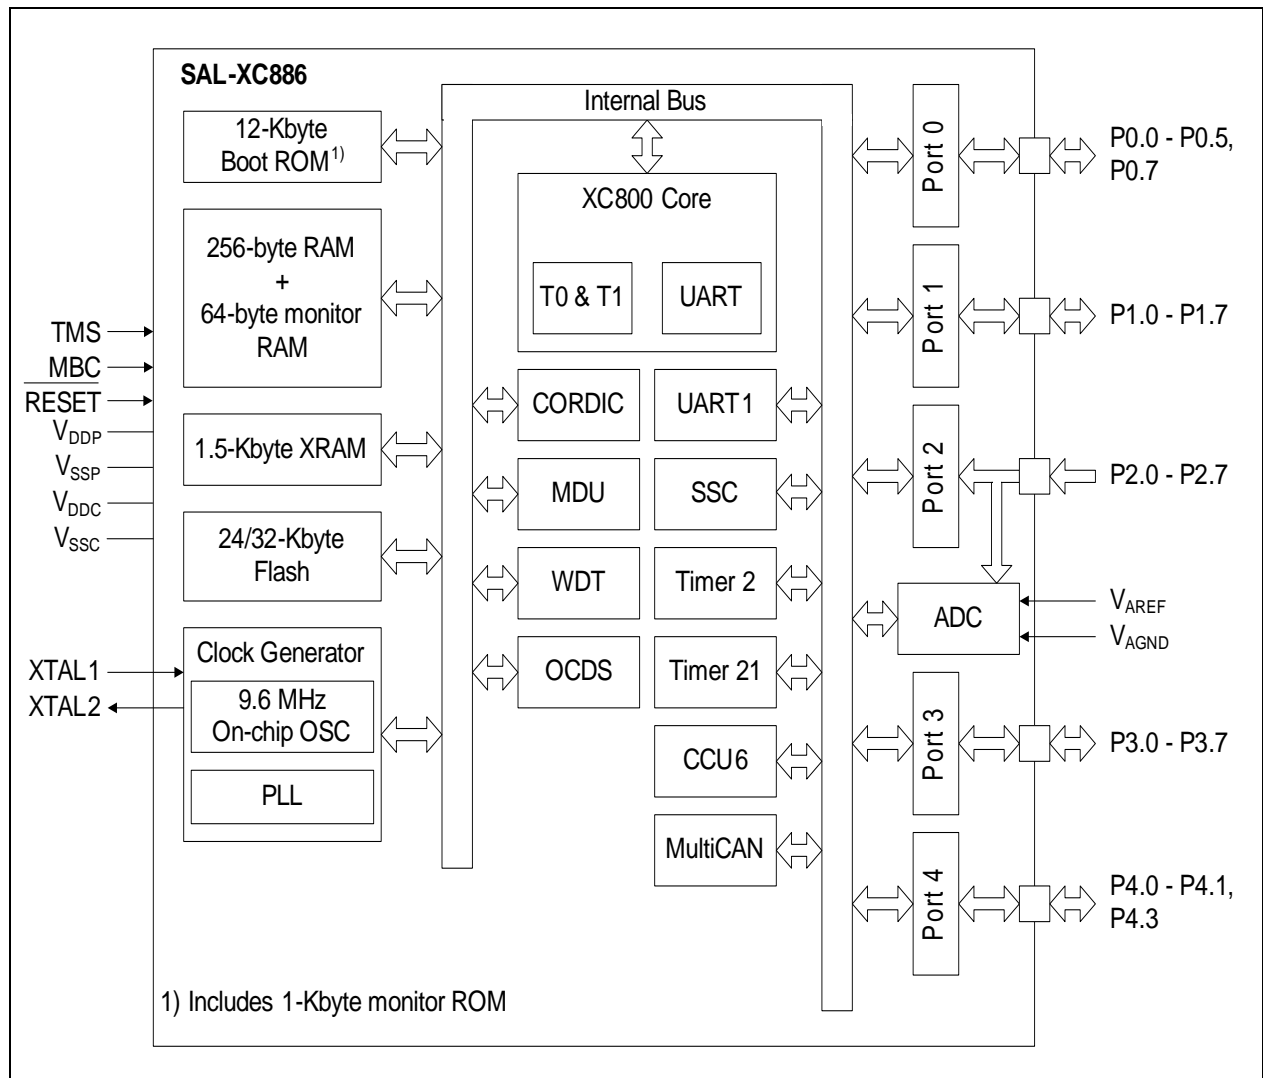 SAL-XC886
Internal Bus
12-Kbyte
Boot ROM1)
256-byte RAM
+
64-byte monitor
RAM
1.5-Kbyte XRAM
24/32-Kbyte
Flash
Clock Generator
9.6 MHz
On-chip OSC
PLL
TMS
MBC
RESET
VDDP
VSSP
VDDC
VSSC
XTAL1
XTAL2
XC800 Core
T0 & T1
UART
CORDIC
UART1
MDU
SSC
WDT
Timer 2
OCDS
Timer 21
CCU6
MultiCAN
Port 0
P0.0 - P0.5,
P0.7
Port 1
P1.0 - P1.7
Port 2
P2.0 - P2.7
ADC
VAREF
VAGND
Port 3
P3.0 - P3.7
Port 4
P4.0 - P4.1,
P4.3
1) Includes 1-Kbyte monitor ROM